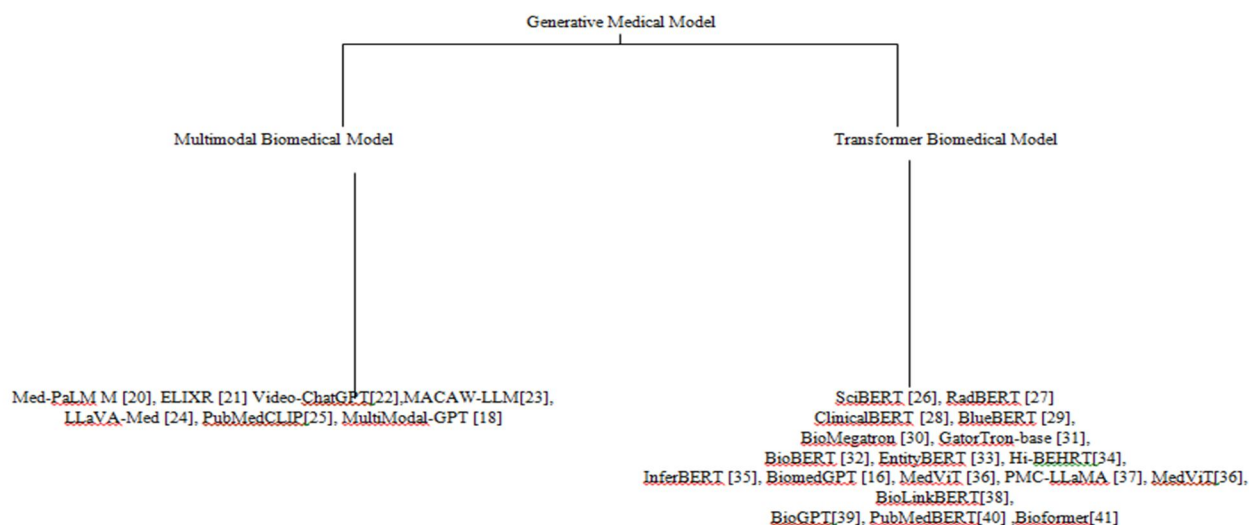 Generative Medical Model
Multimodal Biomedical Model
Transformer Biomedical Model
Med-PaLM M [20], ELIXR [21] Video-ChatGPT[22],MACAW-LLM[23],
LLaVA-Med [24], PubMedCLIP[25], MultiModal-GPT [18]
SciBERT [26], RadBERT [27]
ClinicalBERT [28], BlueBERT [29],
BioMegatron [30], GatorTron-base [31],
BioBERT [32], EntityBERT [33], Hi-BEHRT[34],
InferBERT [35], BiomedGPT [16], MedViT [36], PMC-LLaMA [37], MedViT[36],
BioLinkBERT[38],
BioGPT[39], PubMedBERT[40] ,Bioformer[41]